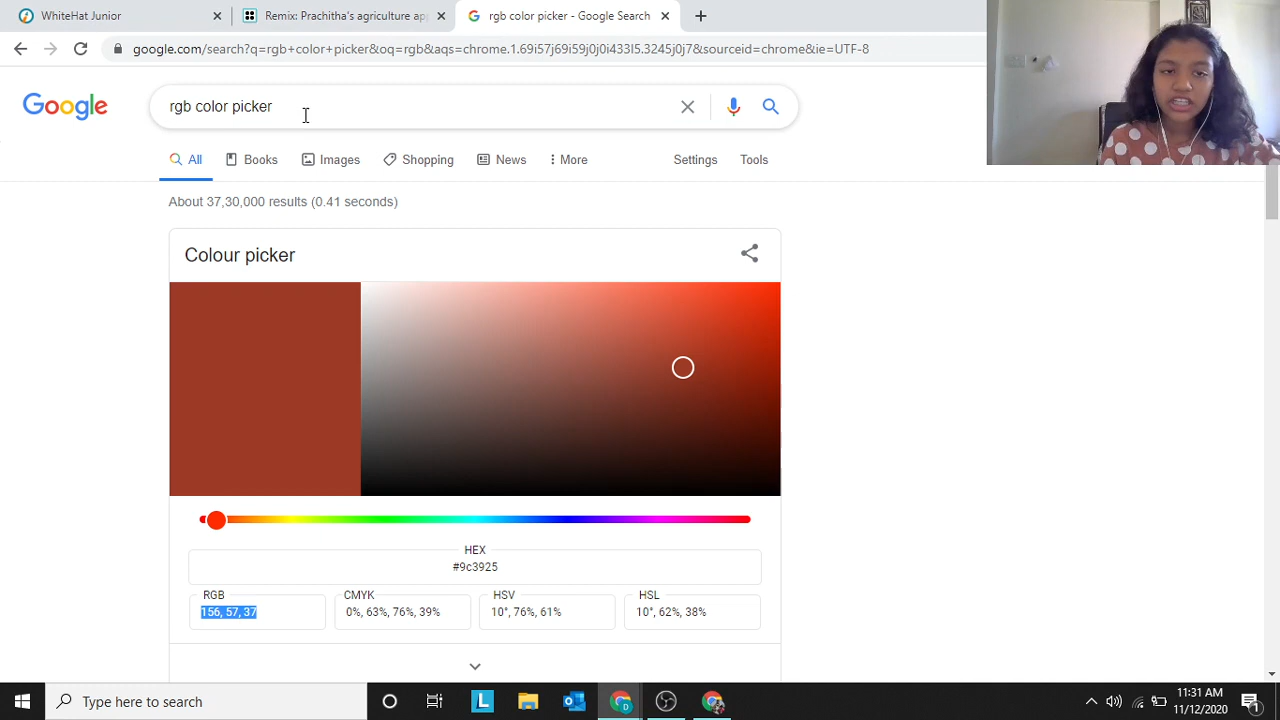 WhiteHat Junior
Remix: Prachitha's agriculture app
rgb color picker - Google Search
google.com/search?q=rgb+color+picker&oq=rgb&aqs=chrome.1.69i57j69i59j0j0i433l5.3245j0j7&sourceid=chrome&ie=UTF-8
Google
rgb color picker
All
Books
Images
Shopping
News
More
Settings
Tools
About 37,30,000 results (0.41 seconds)
Colour picker
HEX
#9c3925
RGB
156, 57, 37
CMYK
0%, 63%, 76%, 39%
HSV
10°, 76%, 61%
HSL
10°, 62%, 38%
Type here to search
11:31 AM
11/12/2020